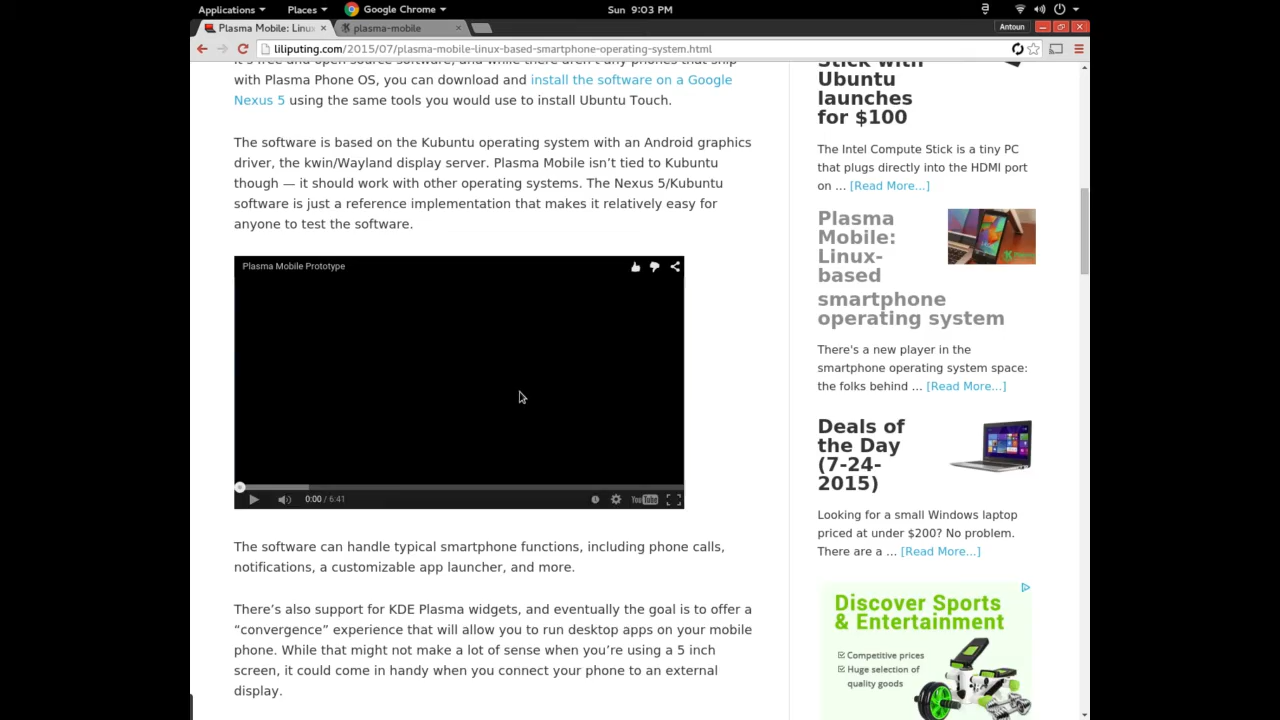 Applications
Places
Google Chrome
Sun 9:03 PM
Plasma Mobile: Linux
plasma-mobile
Antoun
liliputing.com/2015/07/plasma-mobile-linux-based-smartphone-operating-system.html
it's free and open source software, and while there aren't any phones that ship
with Plasma Phone OS, you can download and install the software on a Google
Nexus 5 using the same tools you would use to install Ubuntu Touch.
The software is based on the Kubuntu operating system with an Android graphics
driver, the kwin/Wayland display server. Plasma Mobile isn't tied to Kubuntu
though — it should work with other operating systems. The Nexus 5/Kubuntu
software is just a reference implementation that makes it relatively easy for
anyone to test the software.
Plasma Mobile Prototype
0:00 / 6:41
YouTube
The software can handle typical smartphone functions, including phone calls,
notifications, a customizable app launcher, and more.
There's also support for KDE Plasma widgets, and eventually the goal is to offer a
“convergence” experience that will allow you to run desktop apps on your mobile
phone. While that might not make a lot of sense when you're using a 5 inch
screen, it could come in handy when you connect your phone to an external
display.
Stick with
Ubuntu
launches
for $100
The Intel Compute Stick is a tiny PC
that plugs directly into the HDMI port
on ... [Read More...]
Plasma
Mobile:
Linux-
based
smartphone
operating system
There's a new player in the
smartphone operating system space:
the folks behind ... [Read More...]
Deals of
the Day
(7-24-
2015)
Looking for a small Windows laptop
priced at under $200? No problem.
There are a ... [Read More...]
Discover Sports
& Entertainment
Competitive prices
Huge selection of
quality goods